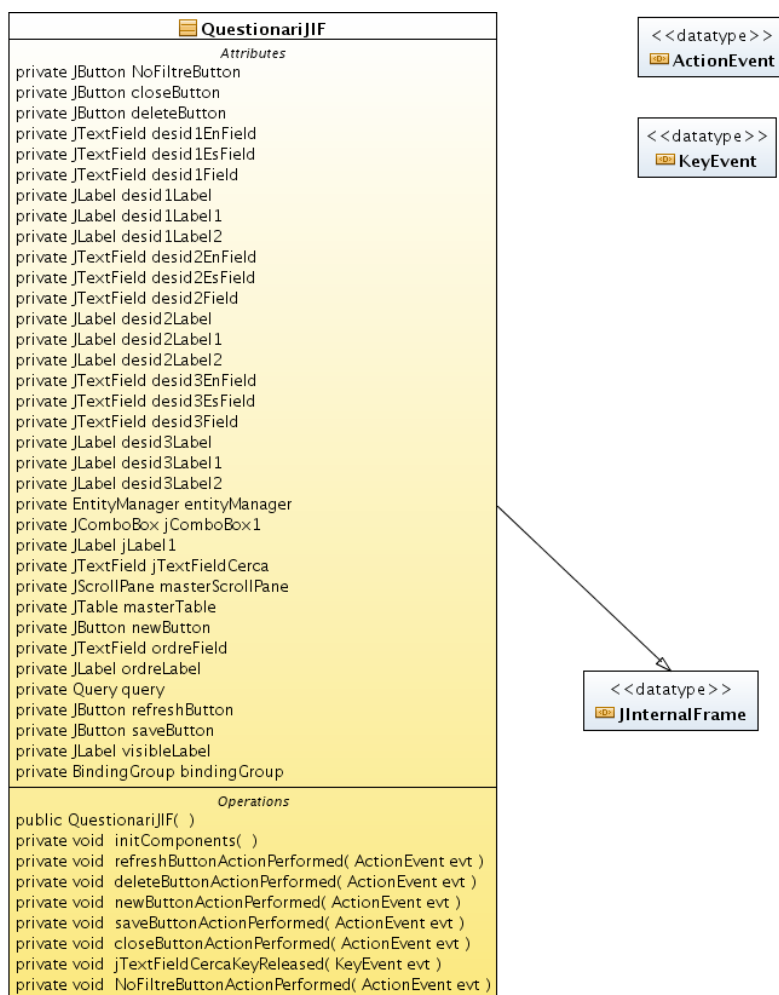 QuestionariJIF
Attributes
private JButton NoFiltreButton
private JButton closeButton
private JButton deleteButton
private JTextField desid1EnField
private JTextField desid1EsField
private JTextField desid1Field
private JLabel desid1Label
private JLabel desid1Label1
private JLabel desid1Label2
private JTextField desid2EnField
private JTextField desid2EsField
private JTextField desid2Field
private JLabel desid2Label
private JLabel desid2Label1
private JLabel desid2Label2
private JTextField desid3EnField
private JTextField desid3EsField
private JTextField desid3Field
private JLabel desid3Label
private JLabel desid3Label1
private JLabel desid3Label2
private EntityManager entityManager
private JComboBox jComboBox1
private JLabel jLabel1
private JTextField jTextFieldCerca
private JScrollPane masterScrollPane
private JTable masterTable
private JButton newButton
private JTextField ordreField
private JLabel ordreLabel
private Query query
private JButton refreshButton
private JButton saveButton
private JLabel visibleLabel
private BindingGroup bindingGroup
Operations
public QuestionariJIF( )
private void initComponents( )
private void refreshButtonActionPerformed( ActionEvent evt )
private void deleteButtonActionPerformed( ActionEvent evt )
private void newButtonActionPerformed( ActionEvent evt )
private void saveButtonActionPerformed( ActionEvent evt )
private void closeButtonActionPerformed( ActionEvent evt )
private void jTextFieldCercaKeyReleased( KeyEvent evt )
private void NoFiltreButtonActionPerformed( ActionEvent evt )
<<datatype>>
ActionEvent
<<datatype>>
KeyEvent
<<datatype>>
JInternalFrame